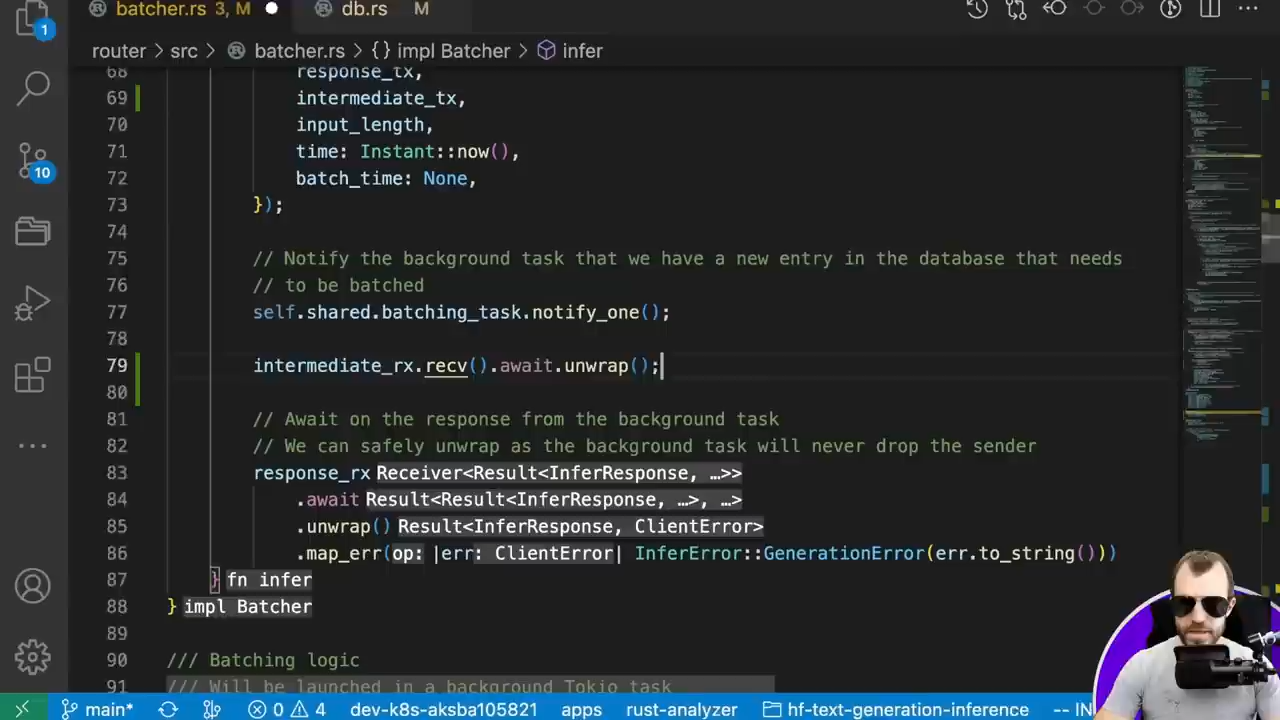 batcher.rs 3, M
db.rs M
router > src > batcher.rs > {} impl Batcher > infer
1
10
68 response_tx,
69 intermediate_tx,
70 input_length,
71 time: Instant::now(),
72 batch_time: None,
73 });
74
75 // Notify the background task that we have a new entry in the database that needs
76 // to be batched
77 self.shared.batching_task.notify_one();
78
79 intermediate_rx.recv().await.unwrap();
80
81 // Await on the response from the background task
82 // We can safely unwrap as the background task will never drop the sender
83 response_rx Receiver<Result<InferResponse, …>>
84 .await Result<Result<InferResponse, …>, …>
85 .unwrap() Result<InferResponse, ClientError>
86 .map_err(op: |err: ClientError| InferError::GenerationError(err.to_string()))
87 } fn infer
88 } impl Batcher
89
90 /// Batching logic
91 /// Will be launched in a background Tokio task
main* 0 4 dev-k8s-aksba105821 apps rust-analyzer hf-text-generation-inference -- IN